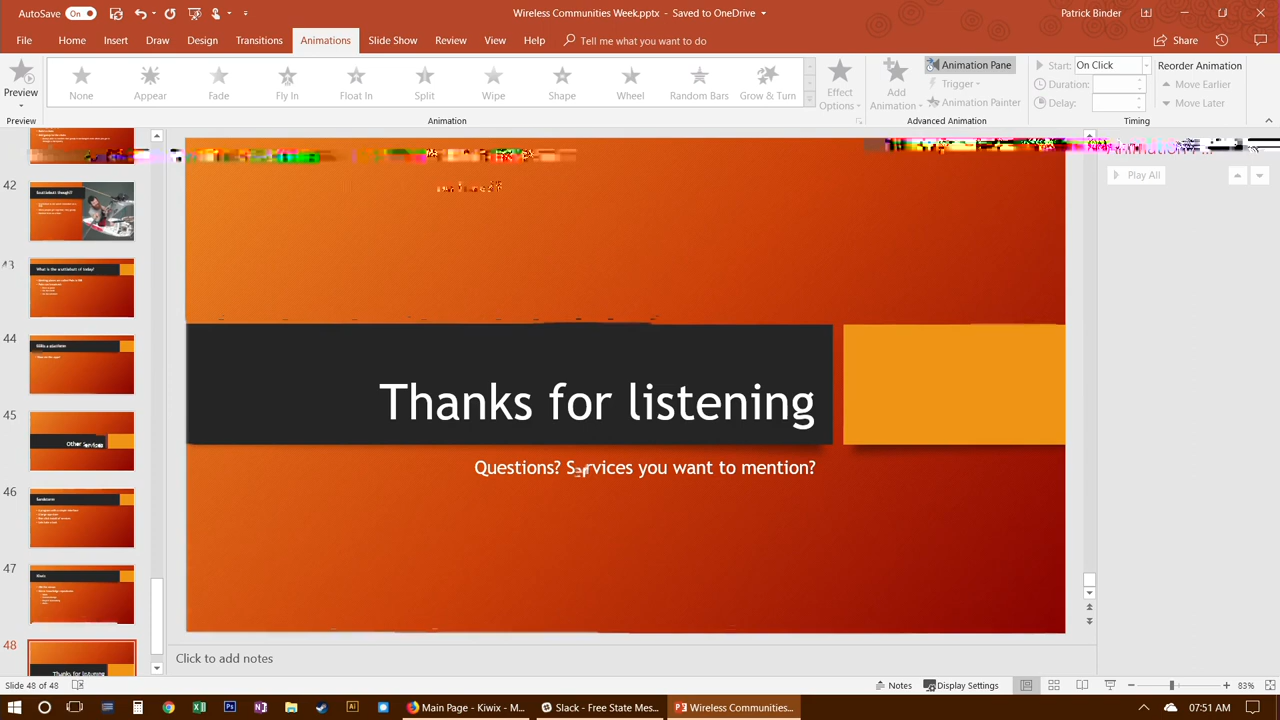 AutoSave On
Wireless Communities Week.pptx - Saved to OneDrive
Patrick Binder
File Home Insert Draw Design Transitions Animations Slide Show Review View Help Tell me what you want to do
Share
Preview
None Appear Fade Fly In Float In Split Wipe Shape Wheel Random Bars Grow & Turn
Effect Options
Add Animation
Animation Pane
Trigger
Animation Painter
Start: On Click
Duration:
Delay:
Reorder Animation
Move Earlier
Move Later
Preview Animation Advanced Animation Timing
Play All
42
43
44
45
Other Services
46
Sandstorm
47
48
Thanks for listening
Thanks for listening
Questions? Services you want to mention?
Click to add notes
Slide 48 of 48
Notes Display Settings 83%
Main Page - Kiwix - M...
Slack - Free State Mes...
Wireless Communities...
07:51 AM